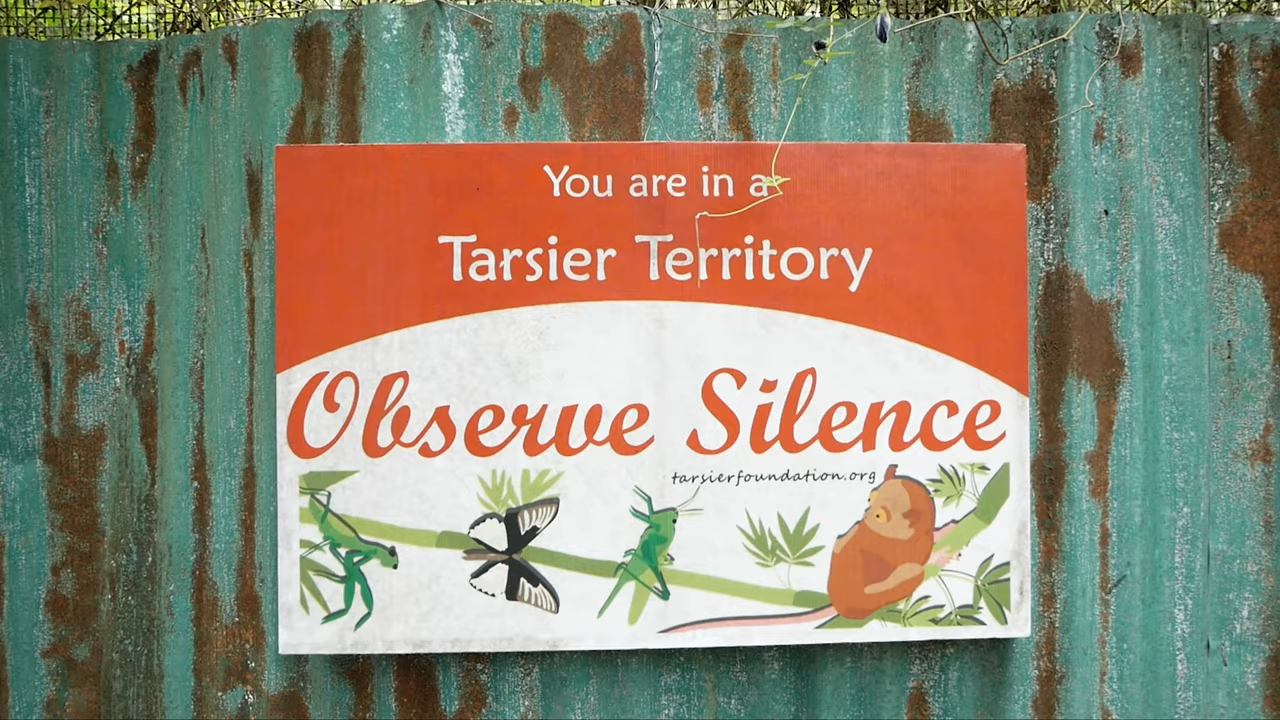 You are in a
Tarsier Territory
Observe Silence
tarsierfoundation.org